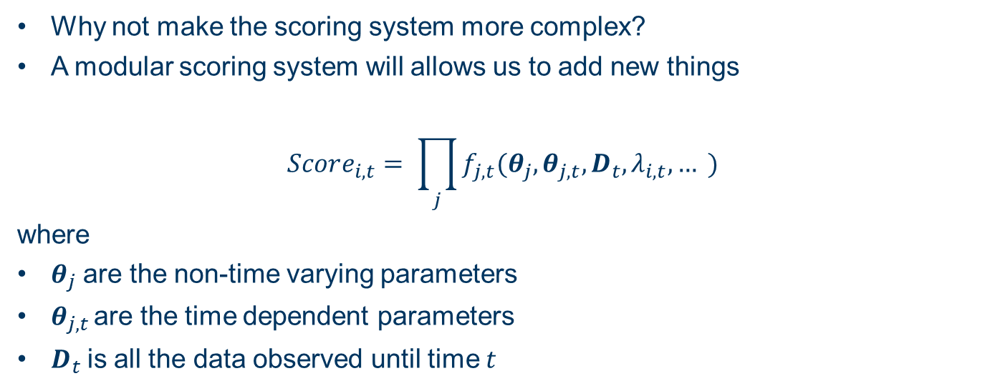 • Why not make the scoring system more complex?
• A modular scoring system will allows us to add new things
$Score_{i,t} = \prod_{j} f_{j,t}(\boldsymbol{\theta}_j, \boldsymbol{\theta}_{j,t}, \boldsymbol{D}_t, \lambda_{i,t}, \dots)$
where
• $\boldsymbol{\theta}_j$ are the non-time varying parameters
• $\boldsymbol{\theta}_{j,t}$ are the time dependent parameters
• $\boldsymbol{D}_t$ is all the data observed until time $t$